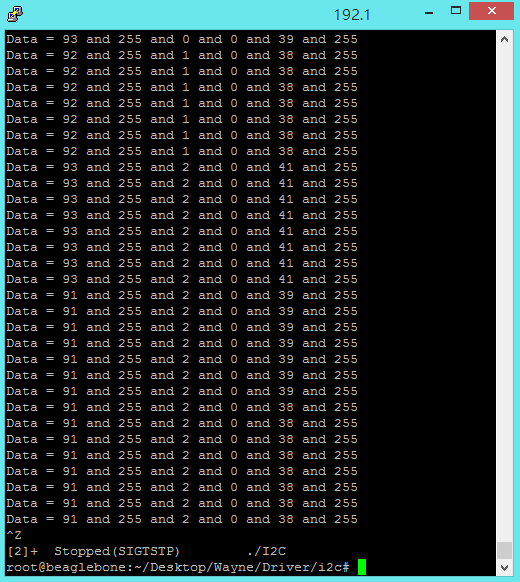 192.1
Data = 93 and 255 and 0 and 0 and 39 and 255
Data = 92 and 255 and 1 and 0 and 38 and 255
Data = 92 and 255 and 1 and 0 and 38 and 255
Data = 92 and 255 and 1 and 0 and 38 and 255
Data = 92 and 255 and 1 and 0 and 38 and 255
Data = 92 and 255 and 1 and 0 and 38 and 255
Data = 92 and 255 and 1 and 0 and 38 and 255
Data = 92 and 255 and 1 and 0 and 38 and 255
Data = 93 and 255 and 2 and 0 and 41 and 255
Data = 93 and 255 and 2 and 0 and 41 and 255
Data = 93 and 255 and 2 and 0 and 41 and 255
Data = 93 and 255 and 2 and 0 and 41 and 255
Data = 93 and 255 and 2 and 0 and 41 and 255
Data = 93 and 255 and 2 and 0 and 41 and 255
Data = 93 and 255 and 2 and 0 and 41 and 255
Data = 93 and 255 and 2 and 0 and 41 and 255
Data = 91 and 255 and 2 and 0 and 39 and 255
Data = 91 and 255 and 2 and 0 and 39 and 255
Data = 91 and 255 and 2 and 0 and 39 and 255
Data = 91 and 255 and 2 and 0 and 39 and 255
Data = 91 and 255 and 2 and 0 and 39 and 255
Data = 91 and 255 and 2 and 0 and 39 and 255
Data = 91 and 255 and 2 and 0 and 39 and 255
Data = 91 and 255 and 2 and 0 and 38 and 255
Data = 91 and 255 and 2 and 0 and 38 and 255
Data = 91 and 255 and 2 and 0 and 38 and 255
Data = 91 and 255 and 2 and 0 and 38 and 255
Data = 91 and 255 and 2 and 0 and 38 and 255
Data = 91 and 255 and 2 and 0 and 38 and 255
Data = 91 and 255 and 2 and 0 and 38 and 255
Data = 91 and 255 and 2 and 0 and 38 and 255
^Z
[2]+  Stopped(SIGTSTP)        ./I2C
root@beaglebone:~/Desktop/Wayne/Driver/i2c#